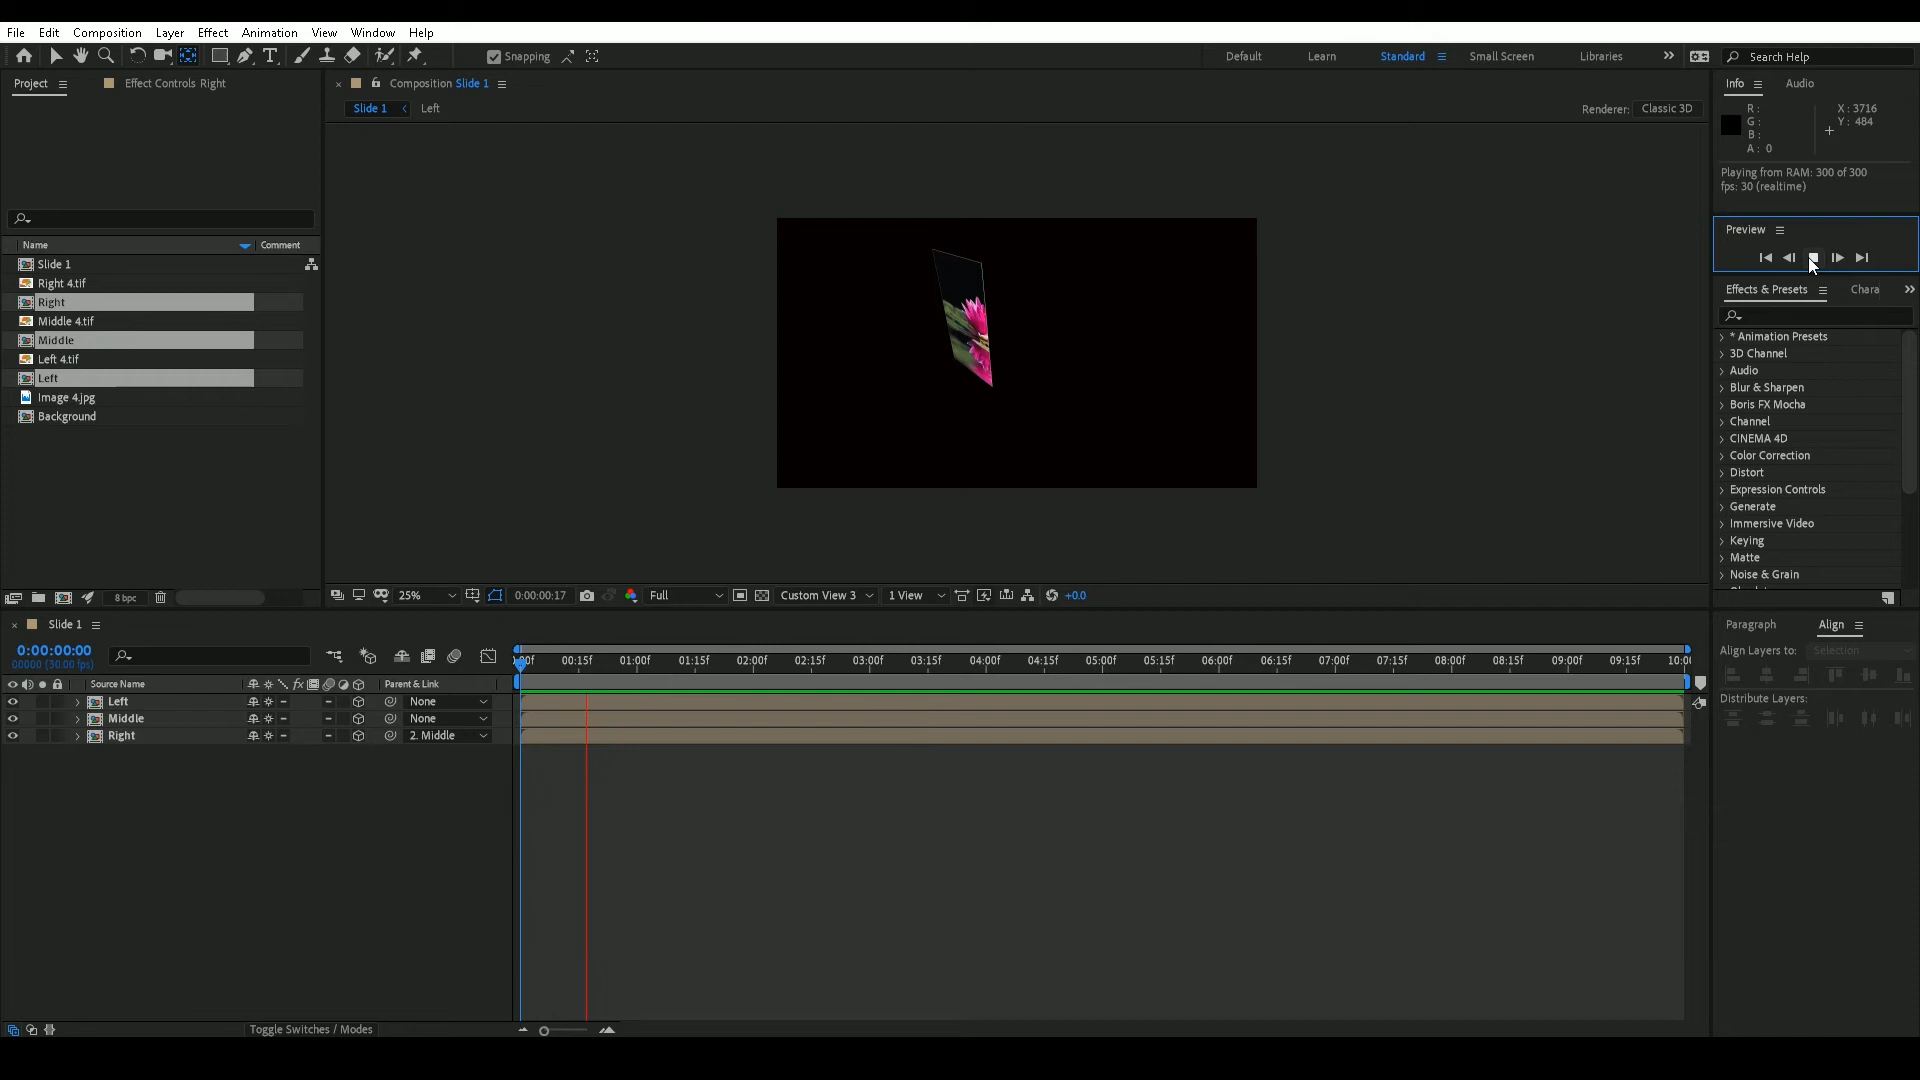 File Edit Composition Layer Effect Animation View Window Help
Snapping
Default Learn Standard Small Screen Libraries
Search Help
Project
Effect Controls Right
Composition Slide 1
Slide 1 Left
Renderer: Classic 3D
Name Comment
Slide 1
Right 4.tif
Right
Middle 4.tif
Middle
Left 4.tif
Left
Image 4.jpg
Background
8 bpc
25% 0:00:00:17 Full Custom View 3 1 View +0.0
Info Audio
R :
G :
B :
A : 0
X : 3716
Y : 484
Playing from RAM: 300 of 300
fps: 30 (realtime)
Preview
Effects & Presets Chara
* Animation Presets
3D Channel
Audio
Blur & Sharpen
Boris FX Mocha
Channel
CINEMA 4D
Color Correction
Distort
Expression Controls
Generate
Immersive Video
Keying
Matte
Noise & Grain
Slide 1
0:00:00:00
00000 (30.00 fps)
00:15f 01:00f 01:15f 02:00f 02:15f 03:00f 03:15f 04:00f 04:15f 05:00f 05:15f 06:00f 06:15f 07:00f 07:15f 08:00f 08:15f 09:00f 09:15f 10:0
Source Name fx Parent & Link
Left None
Middle None
Right 2. Middle
Toggle Switches / Modes
Paragraph Align
Align Layers to: Selection
Distribute Layers: